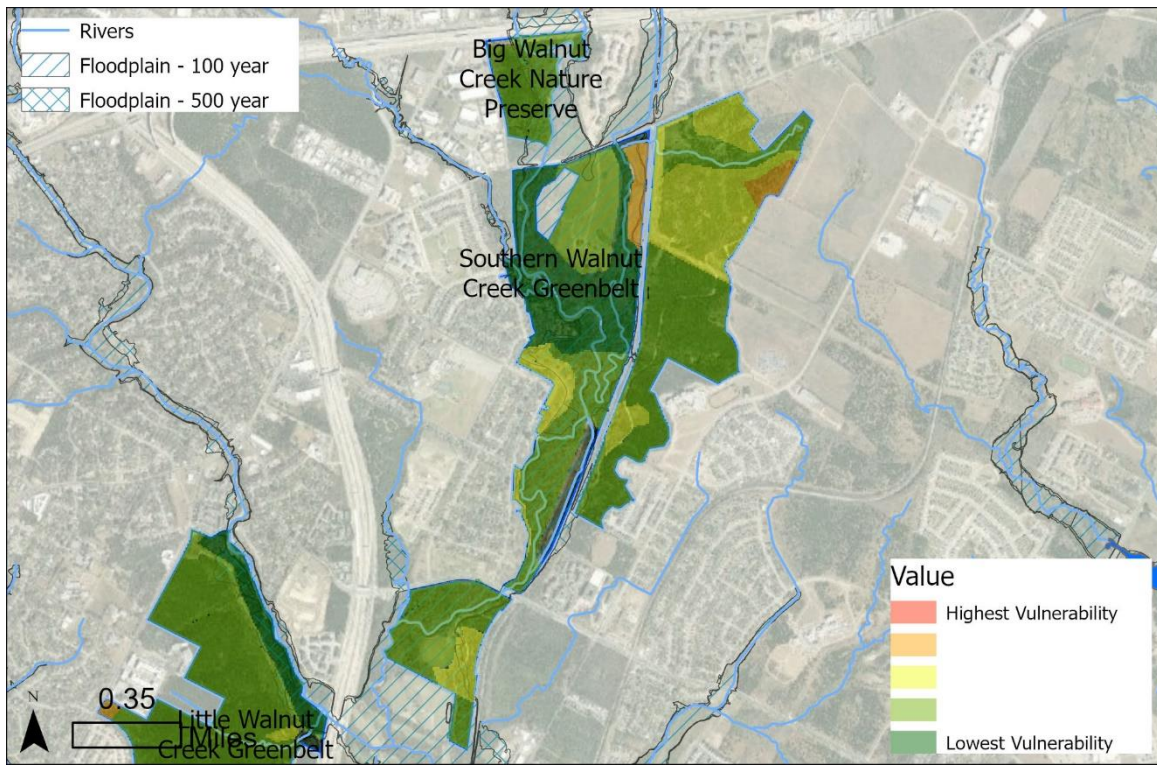 Rivers
Floodplain - 100 year
Floodplain - 500 year
Big Walnut
Creek Nature
Preserve
Southern Walnut
Creek Greenbelt
Value
Highest Vulnerability
Lowest Vulnerability
N
0.35
Miles
Little Walnut
Creek Greenbelt